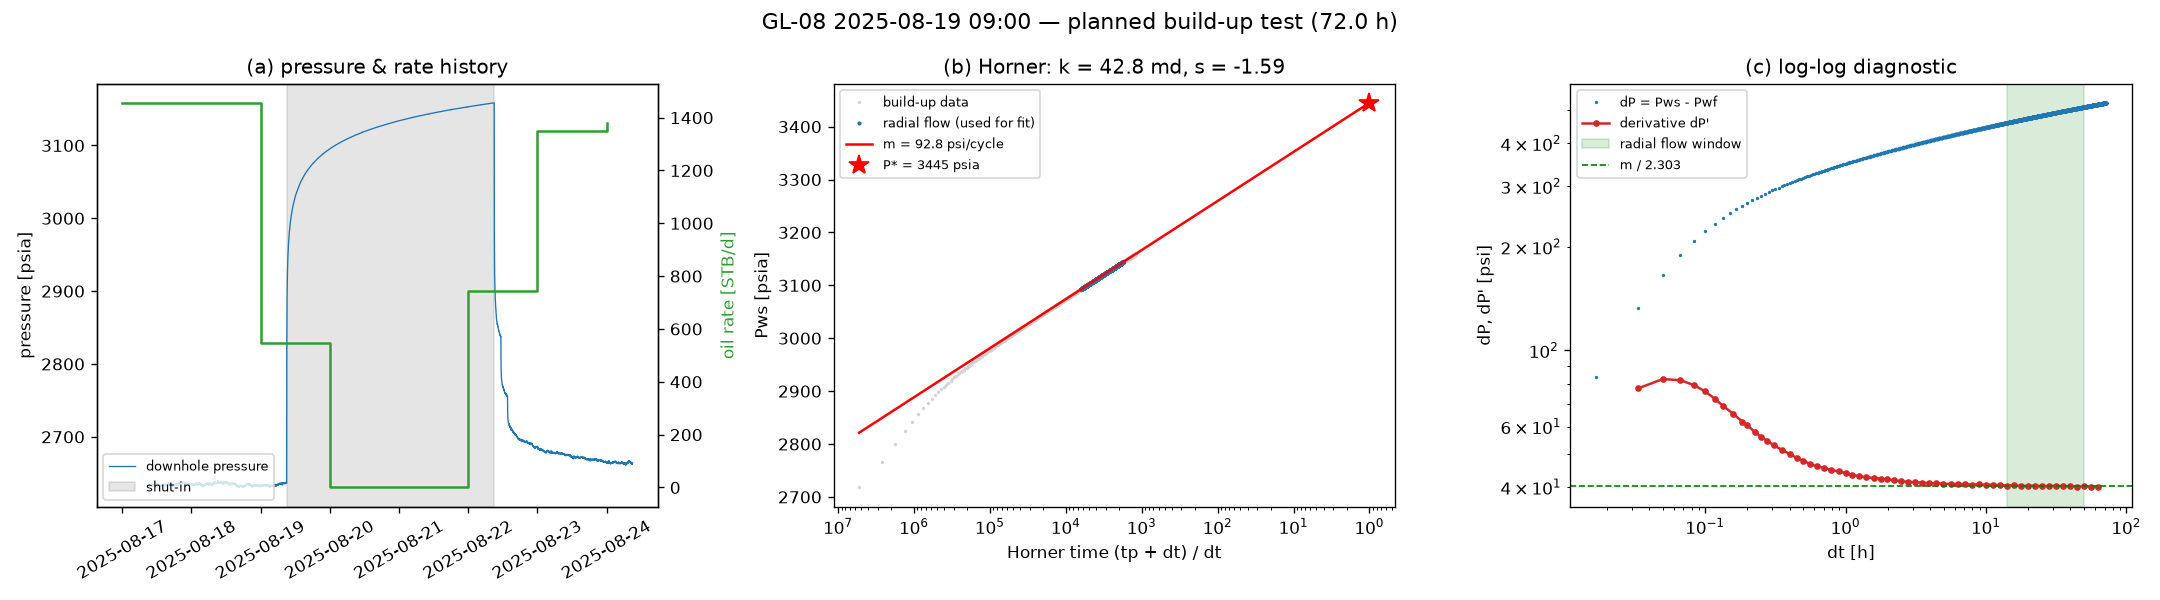 GL-08 2025-08-19 09:00 — planned build-up test (72.0 h)
(a) pressure & rate history
pressure [psia]
3100
3000
2900
2800
2700
1400
1200
1000
800
600
400
200
0
oil rate [STB/d]
downhole pressure
shut-in
2025-08-17
2025-08-18
2025-08-19
2025-08-20
2025-08-21
2025-08-22
2025-08-23
2025-08-24
(b) Horner: k = 42.8 md, s = -1.59
Pws [psia]
3400
3300
3200
3100
3000
2900
2800
2700
build-up data
radial flow (used for fit)
m = 92.8 psi/cycle
P* = 3445 psia
10⁷ 10⁶ 10⁵ 10⁴ 10³ 10² 10¹ 10⁰
Horner time (tp + dt) / dt
(c) log-log diagnostic
dP, dP' [psi]
4 × 10²
3 × 10²
2 × 10²
10²
6 × 10¹
4 × 10¹
dP = Pws - Pwf
derivative dP'
radial flow window
m / 2.303
10⁻¹ 10⁰ 10¹ 10²
dt [h]